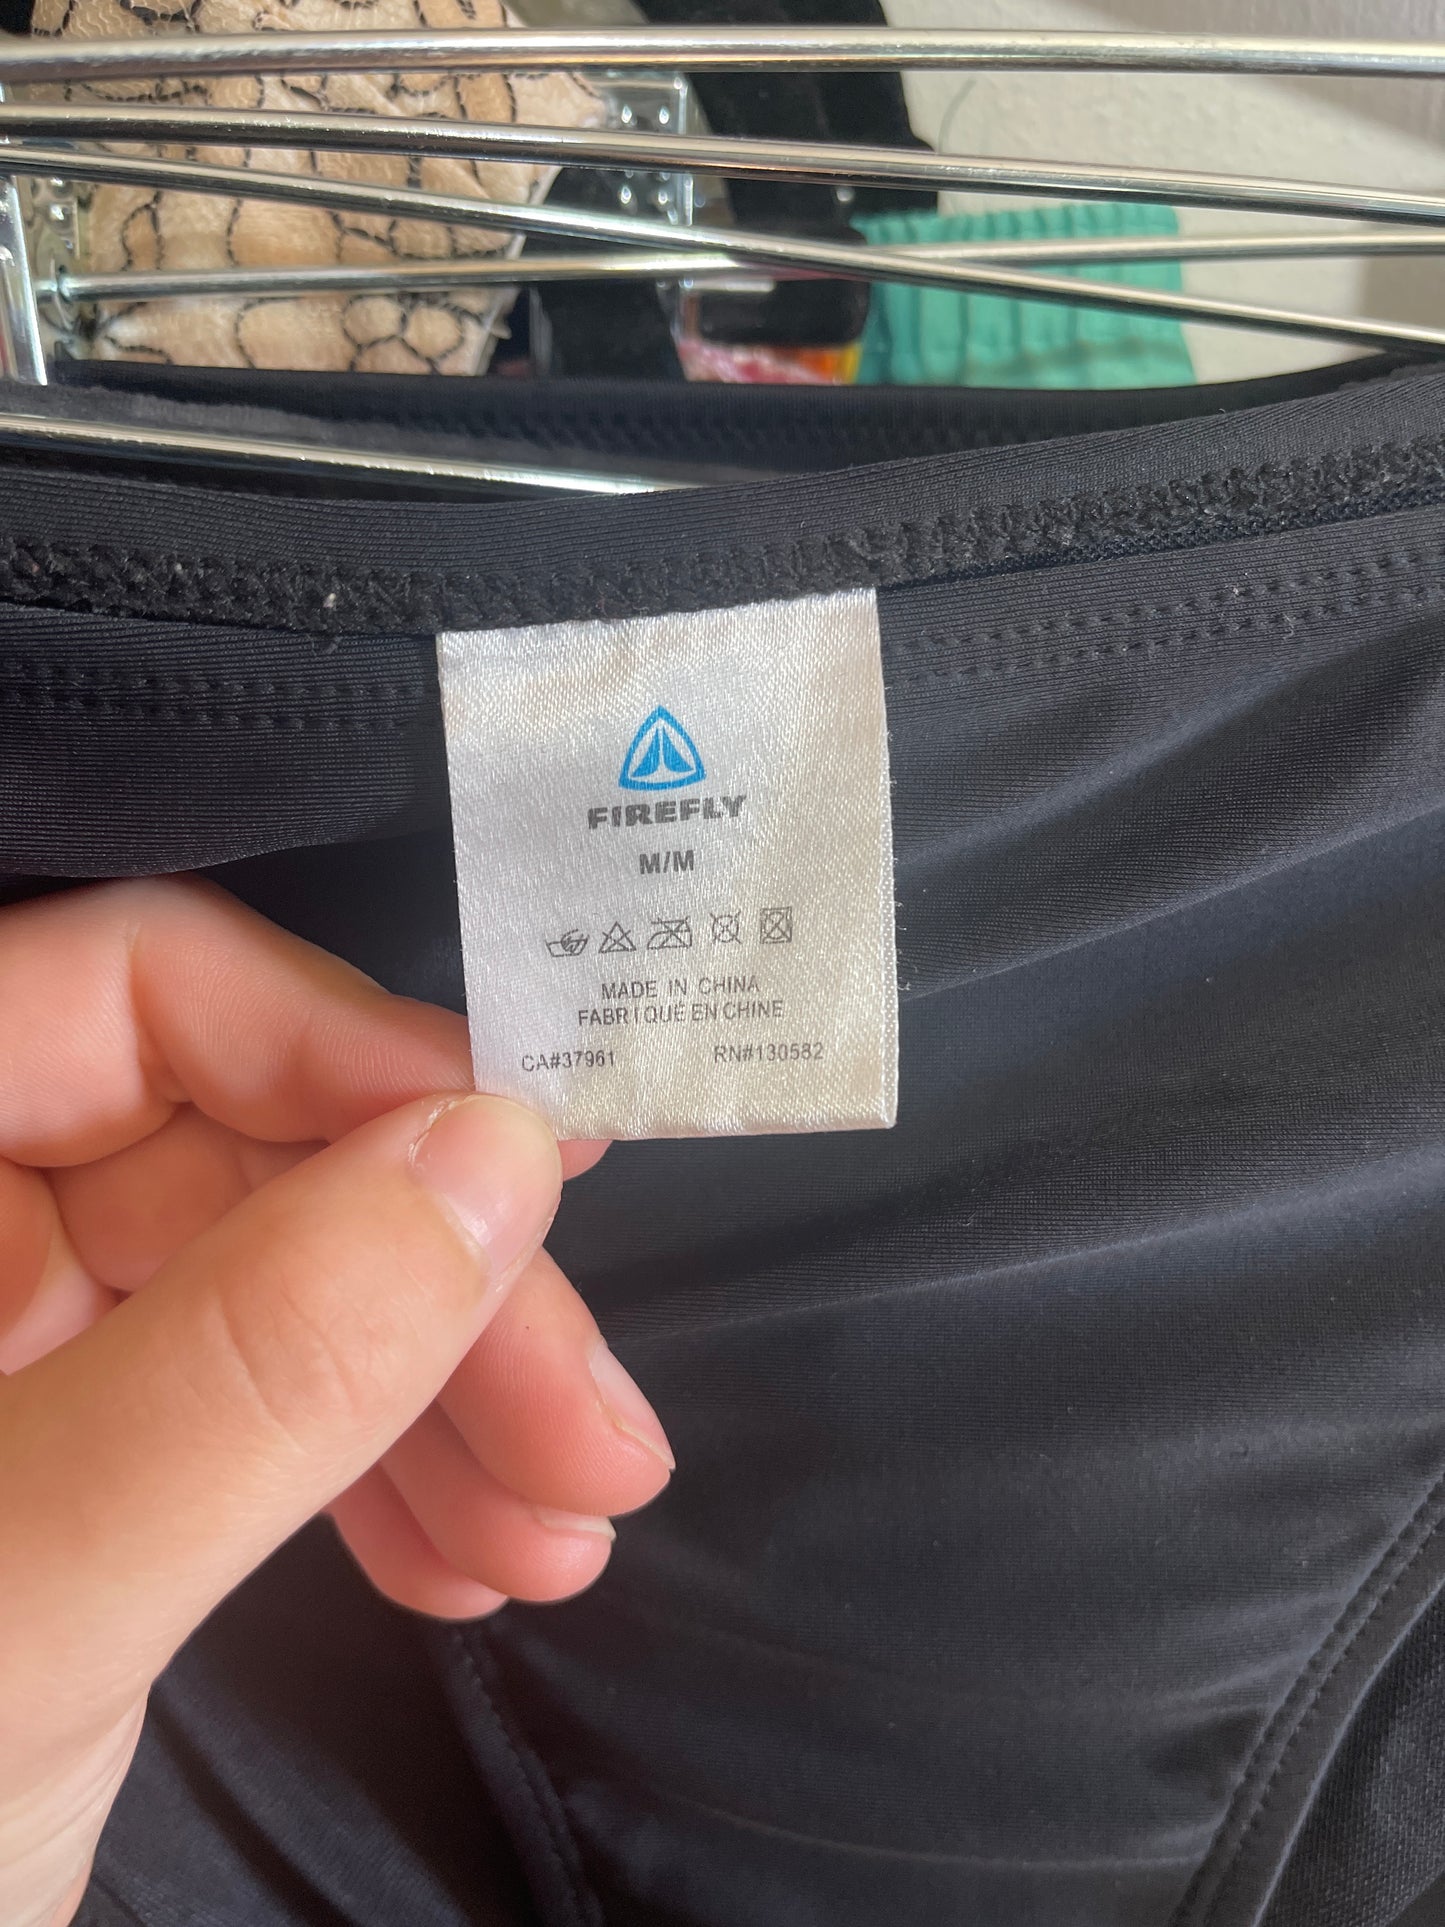 FIREFLY
M/M
MADE IN CHINA
FABRIQUÉ EN CHINE
CA#37961 RN#130582